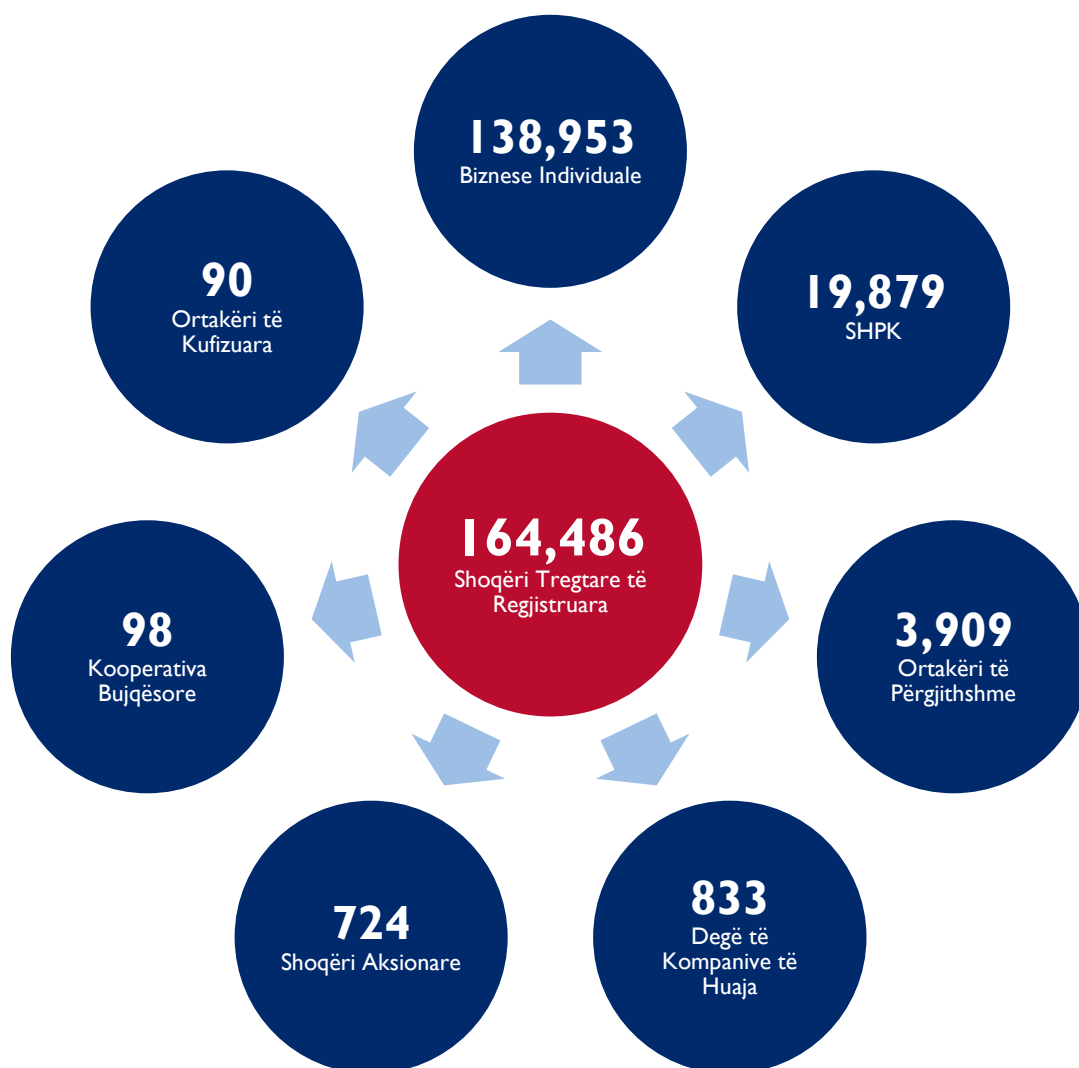 138,953
Biznese Individuale
19,879
SHPK
3,909
Ortakëri të
Përgjithshme
833
Degë të
Kompanive të
Huaja
724
Shoqëri Aksionare
98
Kooperativa
Bujqësore
90
Ortakëri të
Kufizuara
164,486
Shoqëri Tregtare të
Regjistruara